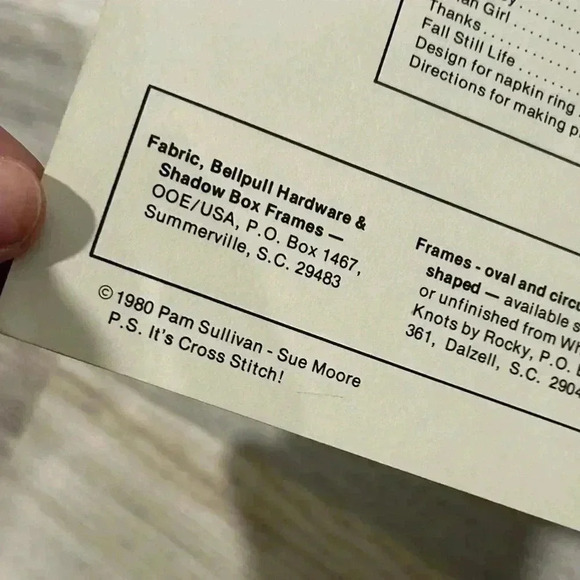 Girl
Thanks
Fall Still Life
Design for napkin ring
Directions for making
Fabric, Bellpull Hardware &
Shadow Box Frames —
OOE/USA, P.O. Box 1467,
Summerville, S.C. 29483
Frames - oval and
shaped — available
or unfinished from
Knots by Rocky, P.O.
361, Dalzell, S.C.
© 1980 Pam Sullivan - Sue Moore
P.S. It's Cross Stitch!